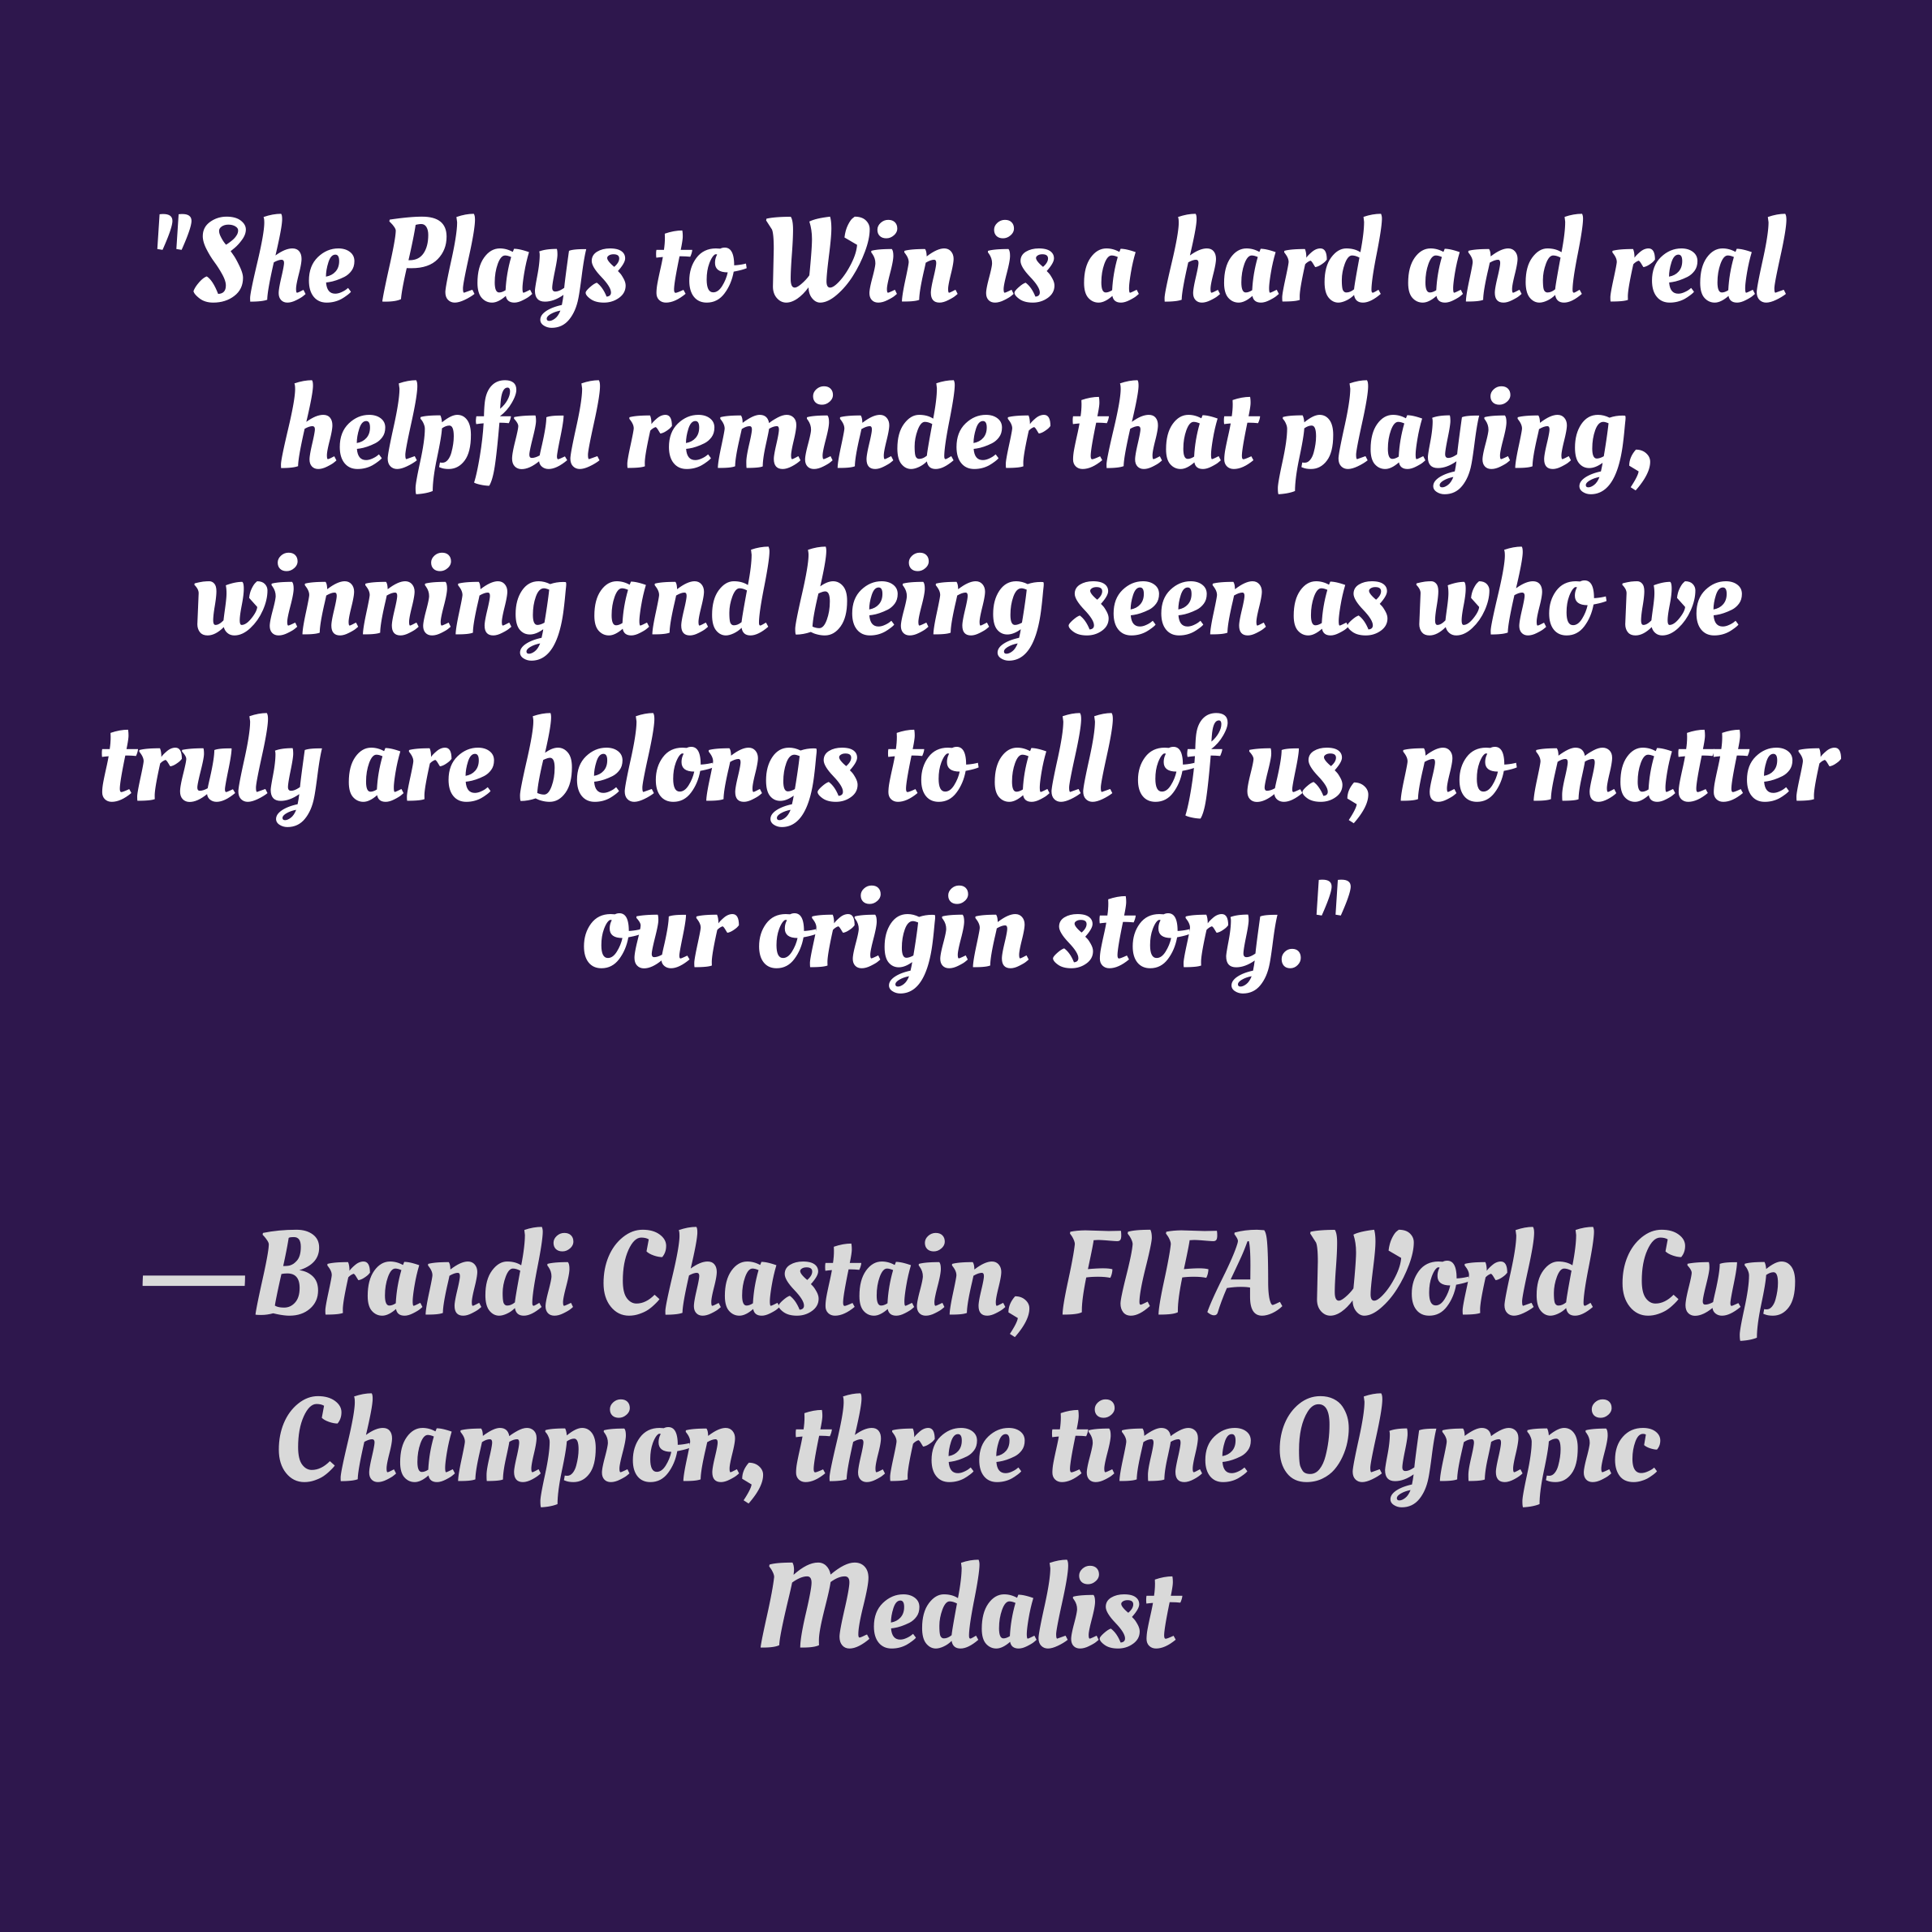 "She Plays to Win is a hard and real,
helpful reminder that playing,
winning and being seen as who we
truly are belongs to all of us, no matter
our origin story."
—Brandi Chastain, FIFA World Cup
Champion, three time Olympic
Medalist